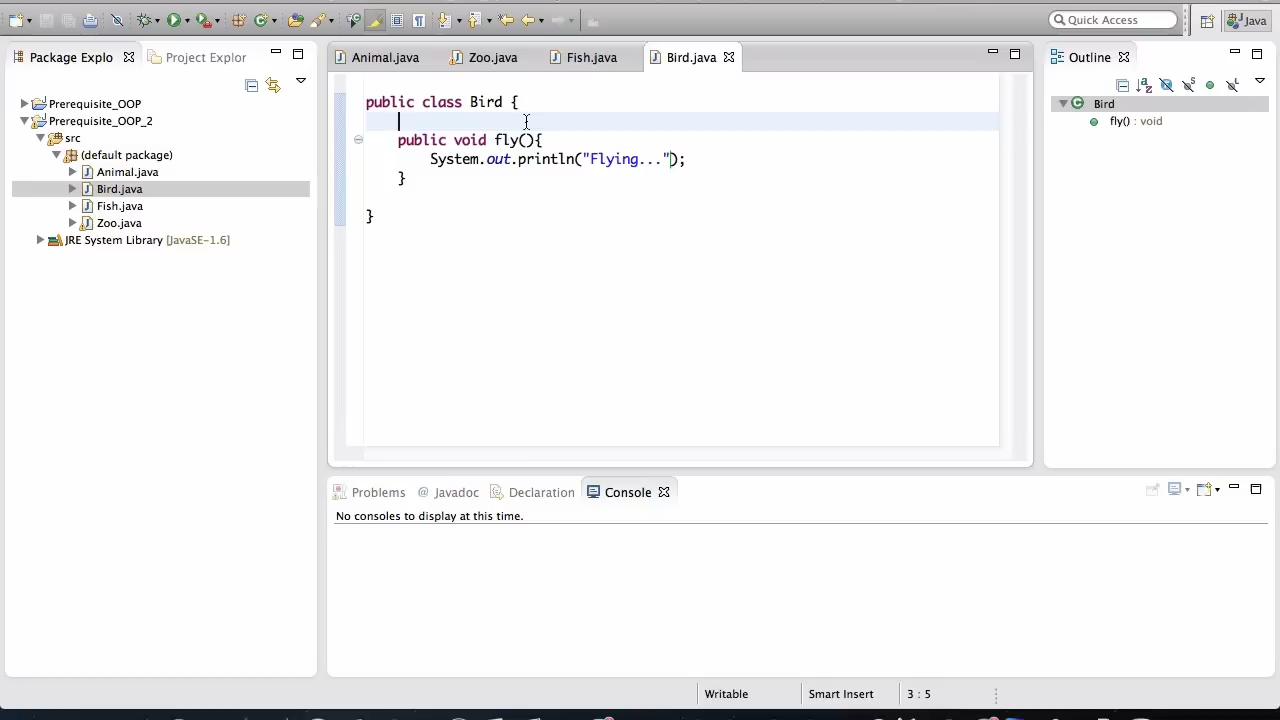 Quick Access
Java
Package Explo
Project Explor
Prerequisite_OOP
Prerequisite_OOP_2
src
(default package)
Animal.java
Bird.java
Fish.java
Zoo.java
JRE System Library [JavaSE-1.6]
Animal.java
Zoo.java
Fish.java
Bird.java
public class Bird {
public void fly(){
System.out.println("Flying...");
}
}
Outline
Bird
fly() : void
Problems
Javadoc
Declaration
Console
No consoles to display at this time.
Writable
Smart Insert
3 : 5